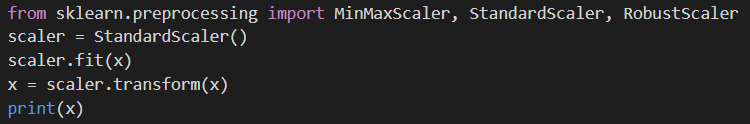 from sklearn.preprocessing import MinMaxScaler, StandardScaler, RobustScaler
scaler = StandardScaler()
scaler.fit(x)
x = scaler.transform(x)
print(x)